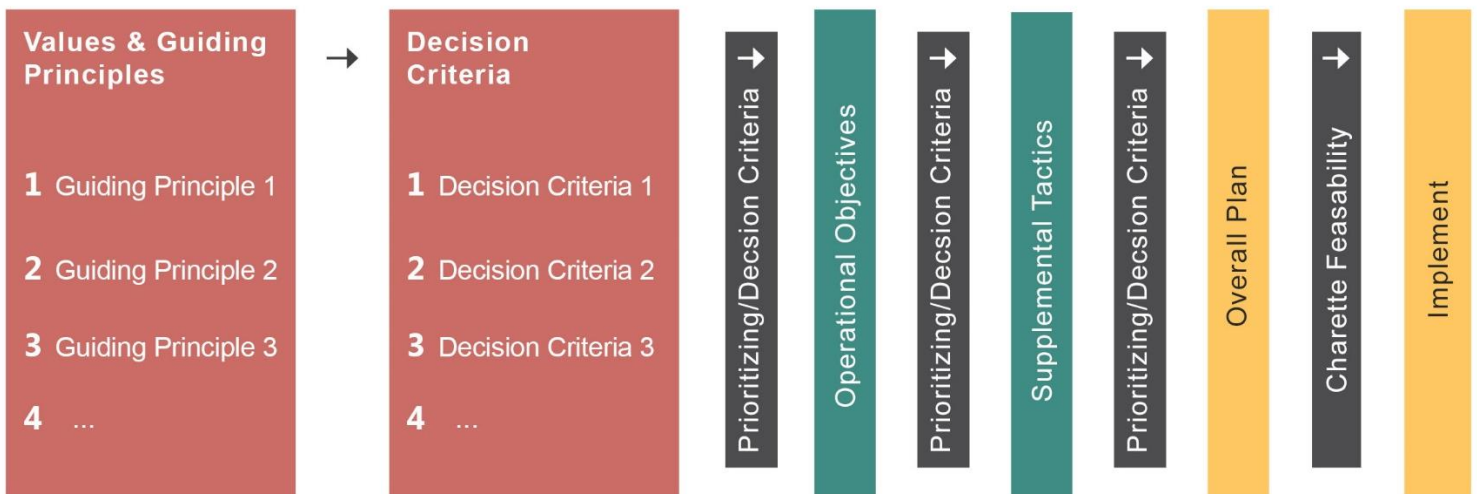 Values & Guiding
Principles
1 Guiding Principle 1
2 Guiding Principle 2
3 Guiding Principle 3
4 ...
→
Decision
Criteria
1 Decision Criteria 1
2 Decision Criteria 2
3 Decision Criteria 3
4 ...
Prioritizing/Decsion Criteria →
Operational Objectives
Prioritizing/Decsion Criteria →
Supplemental Tactics
Prioritizing/Decsion Criteria →
Overall Plan
Charette Feasability →
Implement